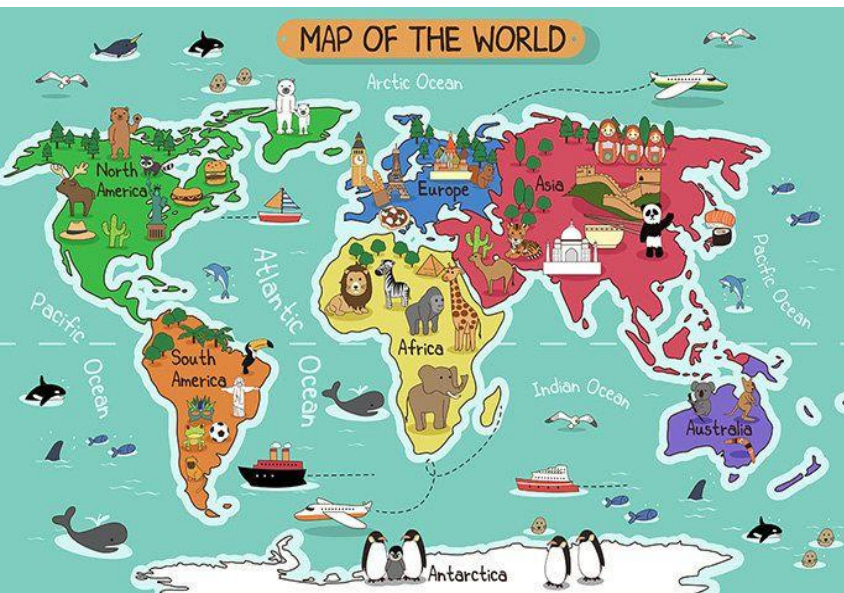 MAP OF THE WORLD
Arctic Ocean
North
America
Europe
Asia
Atlantic
Ocean
Pacific
Ocean
Pacific Ocean
Africa
South
America
Indian Ocean
Australia
Antarctica